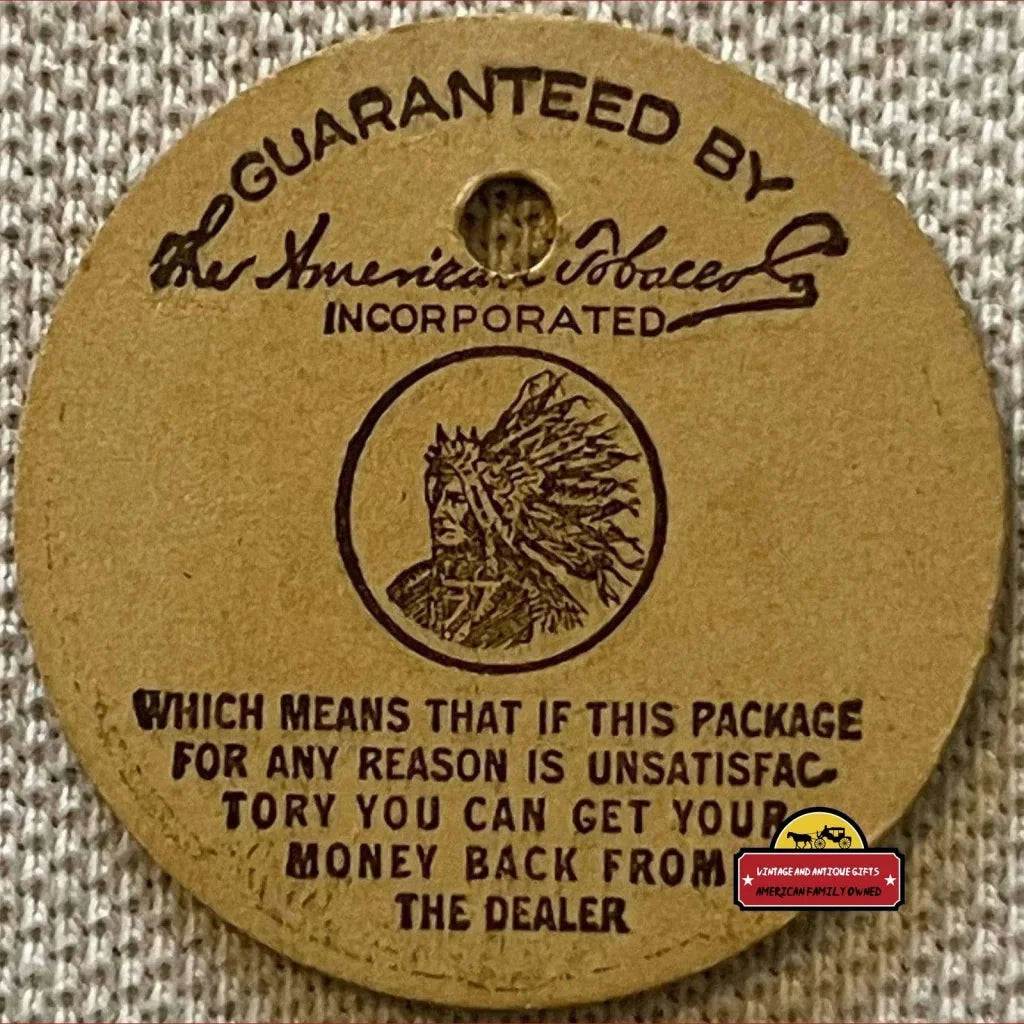 GUARANTEED BY
The American Tobacco Co
INCORPORATED
WHICH MEANS THAT IF THIS PACKAGE
FOR ANY REASON IS UNSATISFAC-
TORY YOU CAN GET YOUR
MONEY BACK FROM
THE DEALER
VINTAGE AND ANTIQUE GIFTS
AMERICAN FAMILY OWNED